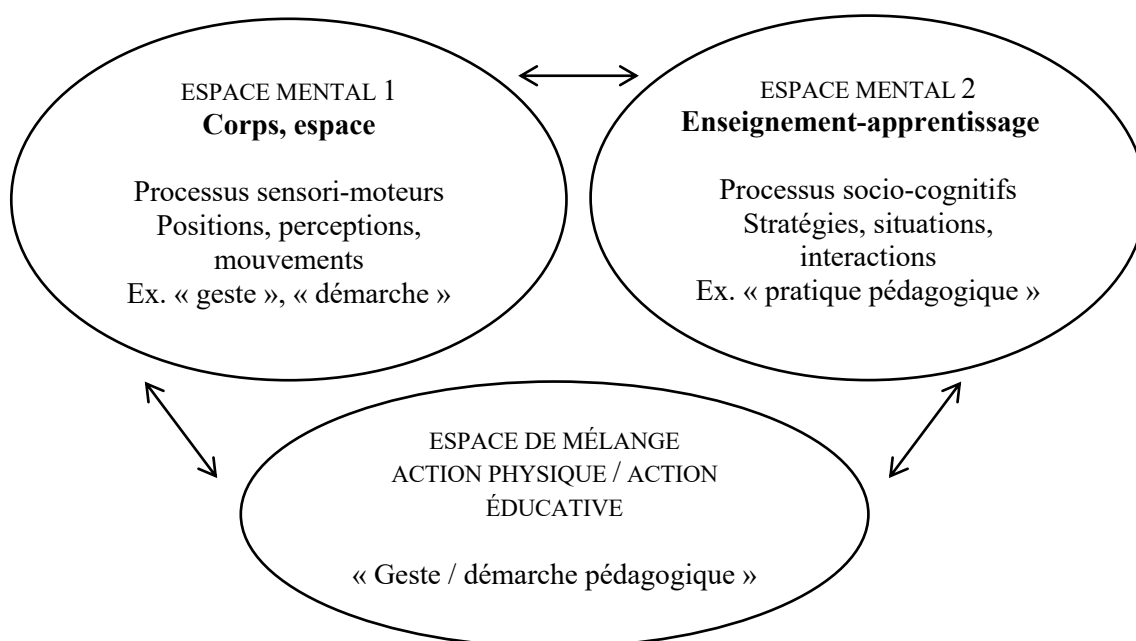 ESPACE MENTAL 1
Corps, espace
Processus sensori-moteurs
Positions, perceptions,
mouvements
Ex. « geste », « démarche »
ESPACE MENTAL 2
Enseignement-apprentissage
Processus socio-cognitifs
Stratégies, situations,
interactions
Ex. « pratique pédagogique »
ESPACE DE MÉLANGE
ACTION PHYSIQUE / ACTION
ÉDUCATIVE
« Geste / démarche pédagogique »